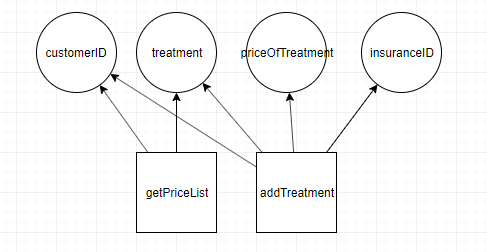 customerID
treatment
priceOfTreatment
insuranceID
getPriceList
addTreatment